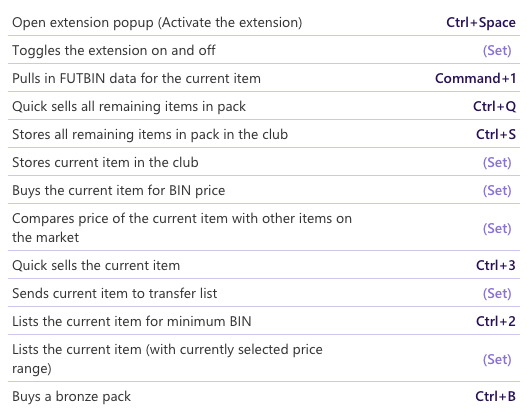 Open extension popup (Activate the extension) Ctrl+Space
Toggles the extension on and off (Set)
Pulls in FUTBIN data for the current item Command+1
Quick sells all remaining items in pack Ctrl+Q
Stores all remaining items in pack in the club Ctrl+S
Stores current item in the club (Set)
Buys the current item for BIN price (Set)
Compares price of the current item with other items on
the market (Set)
Quick sells the current item Ctrl+3
Sends current item to transfer list (Set)
Lists the current item for minimum BIN Ctrl+2
Lists the current item (with currently selected price
range) (Set)
Buys a bronze pack Ctrl+B